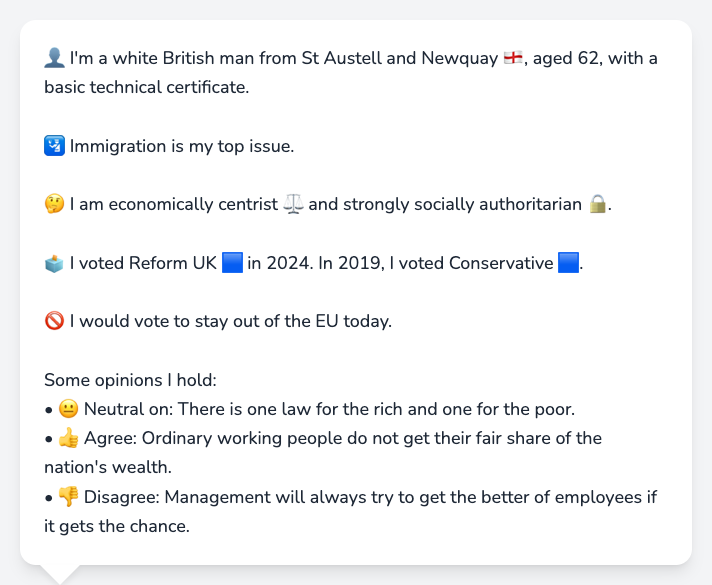 👤 I'm a white British man from St Austell and Newquay 🏴󠁧󠁢󠁥󠁮󠁧󠁿, aged 62, with a
basic technical certificate.
🛂 Immigration is my top issue.
🤔 I am economically centrist ⚖️ and strongly socially authoritarian 🔒.
🗳️ I voted Reform UK 🟦 in 2024. In 2019, I voted Conservative 🟦.
🚫 I would vote to stay out of the EU today.
Some opinions I hold:
• 😐 Neutral on: There is one law for the rich and one for the poor.
• 👍 Agree: Ordinary working people do not get their fair share of the
nation's wealth.
• 👎 Disagree: Management will always try to get the better of employees if
it gets the chance.